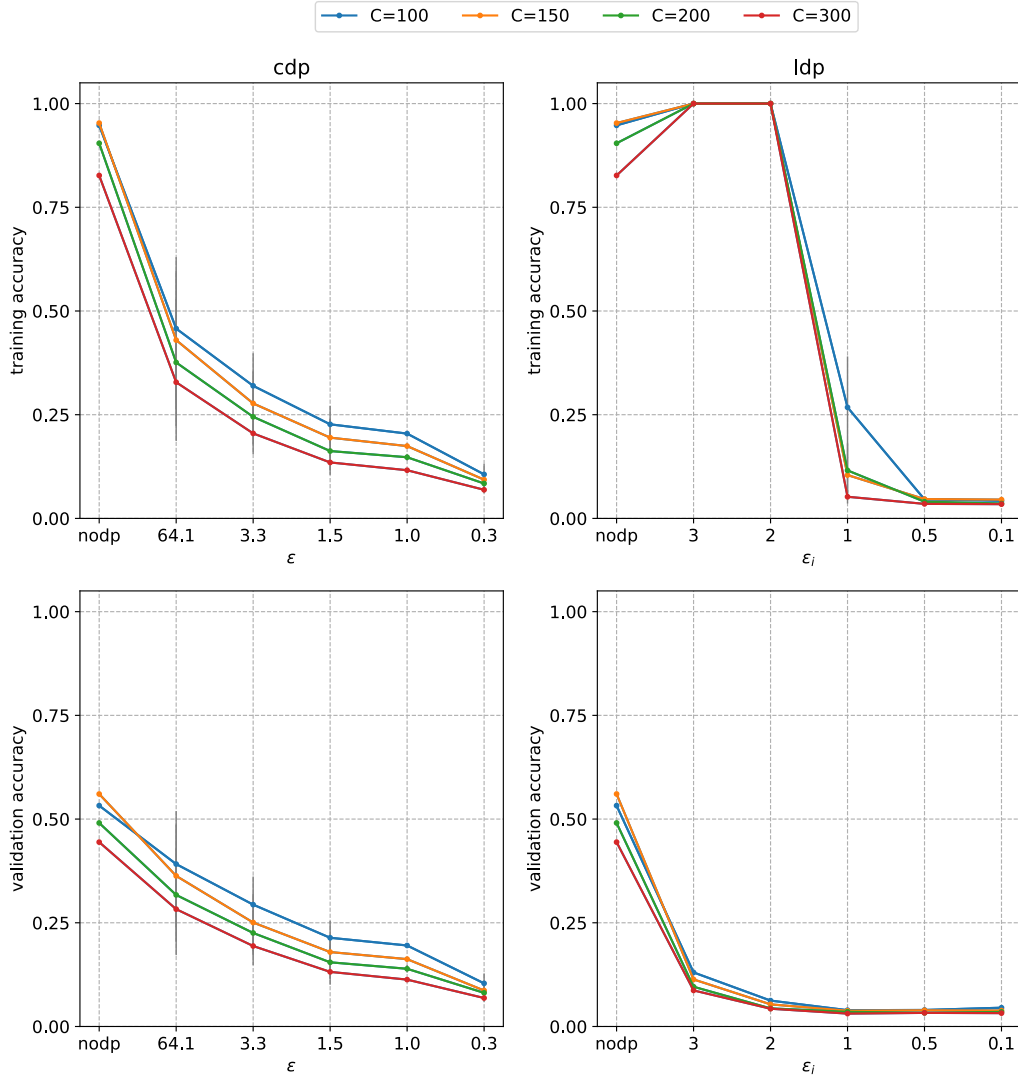 C=100 C=150 C=200 C=300
cdp
1.00
0.75
0.50
0.25
0.00
training accuracy
nodp 64.1 3.3 1.5 1.0 0.3
ε
ldp
1.00
0.75
0.50
0.25
0.00
training accuracy
nodp 3 2 1 0.5 0.1
εᵢ
1.00
0.75
0.50
0.25
0.00
validation accuracy
nodp 64.1 3.3 1.5 1.0 0.3
ε
1.00
0.75
0.50
0.25
0.00
validation accuracy
nodp 3 2 1 0.5 0.1
εᵢ